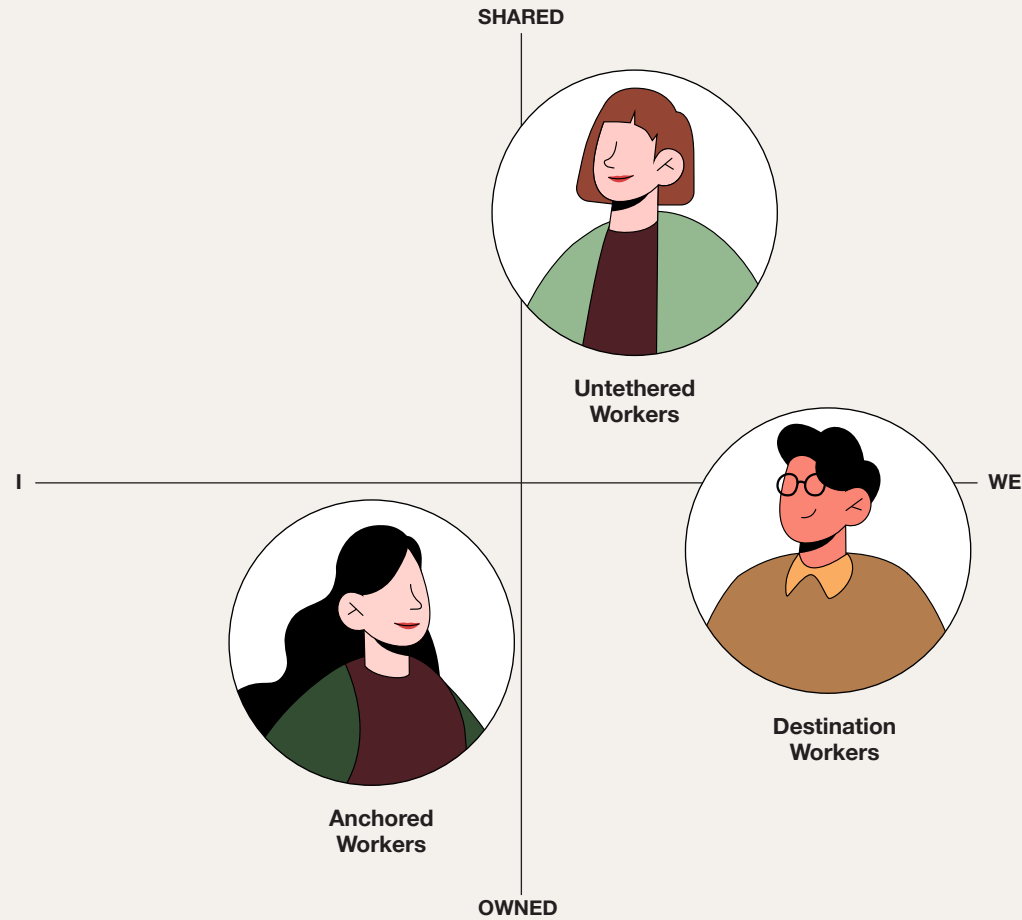 SHARED
Untethered
Workers
I
WE
Destination
Workers
Anchored
Workers
OWNED